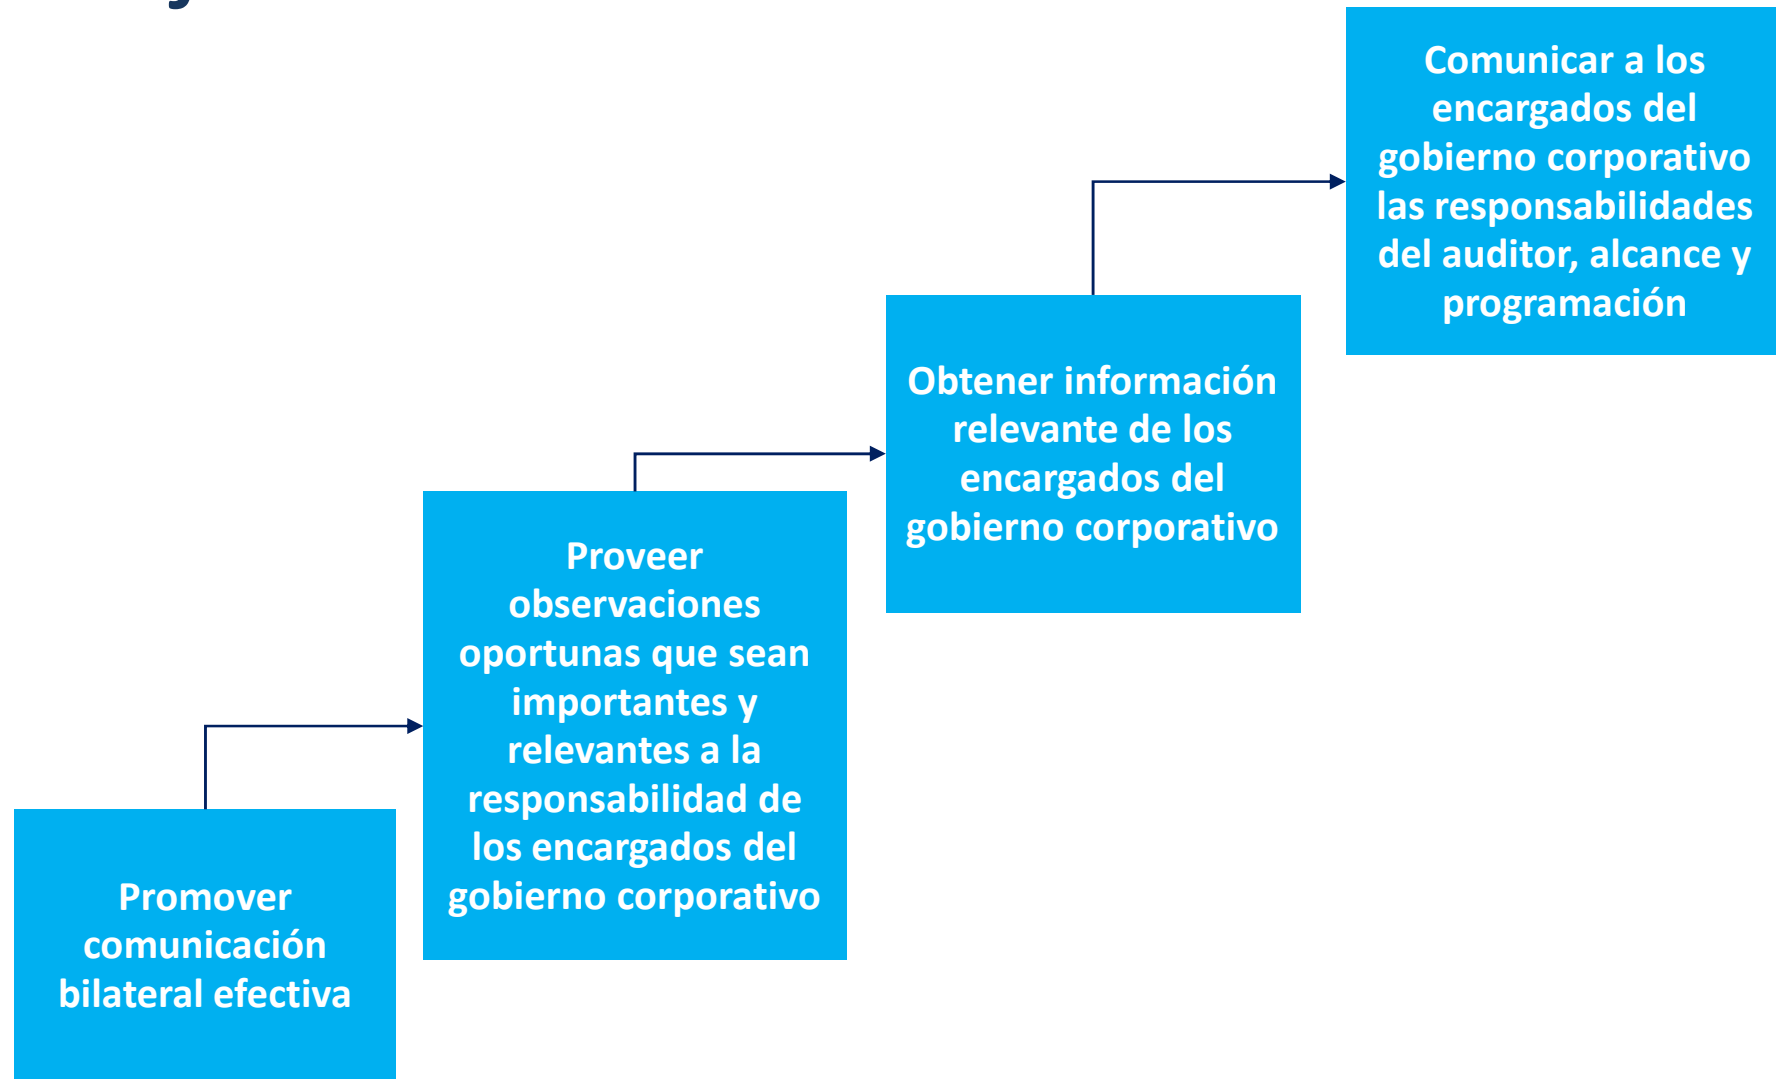 Comunicar a los
encargados del
gobierno corporativo
las responsabilidades
del auditor, alcance y
programación
Obtener información
relevante de los
encargados del
gobierno corporativo
Proveer
observaciones
oportunas que sean
importantes y
relevantes a la
responsabilidad de
los encargados del
gobierno corporativo
Promover
comunicación
bilateral efectiva